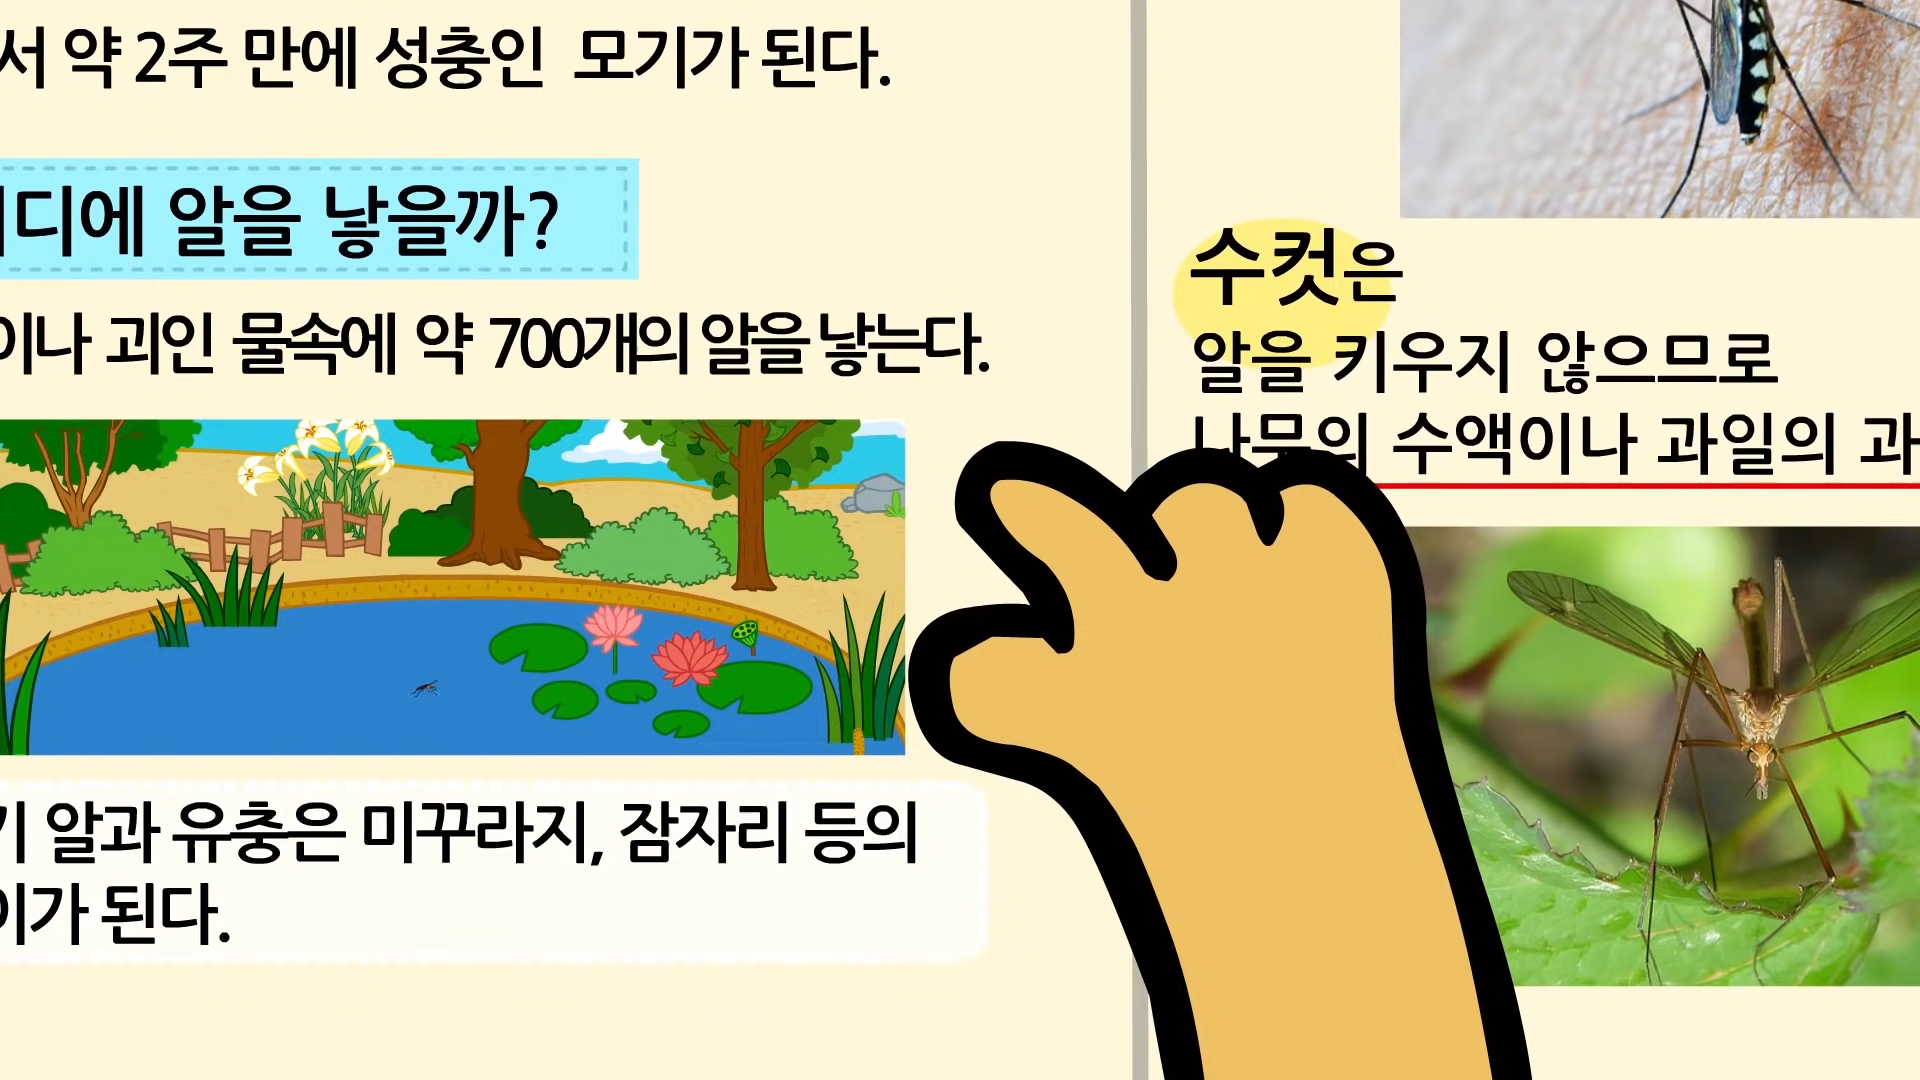 서 약 2주 만에 성충인 모기가 된다.
디에 알을 낳을까?
이나 괴인 물속에 약 700개의 알을 낳는다.
알과 유충은 미꾸라지, 잠자리 등의
이가 된다.
수컷은
알을 키우지 않으므로
나무의 수액이나 과일의 과